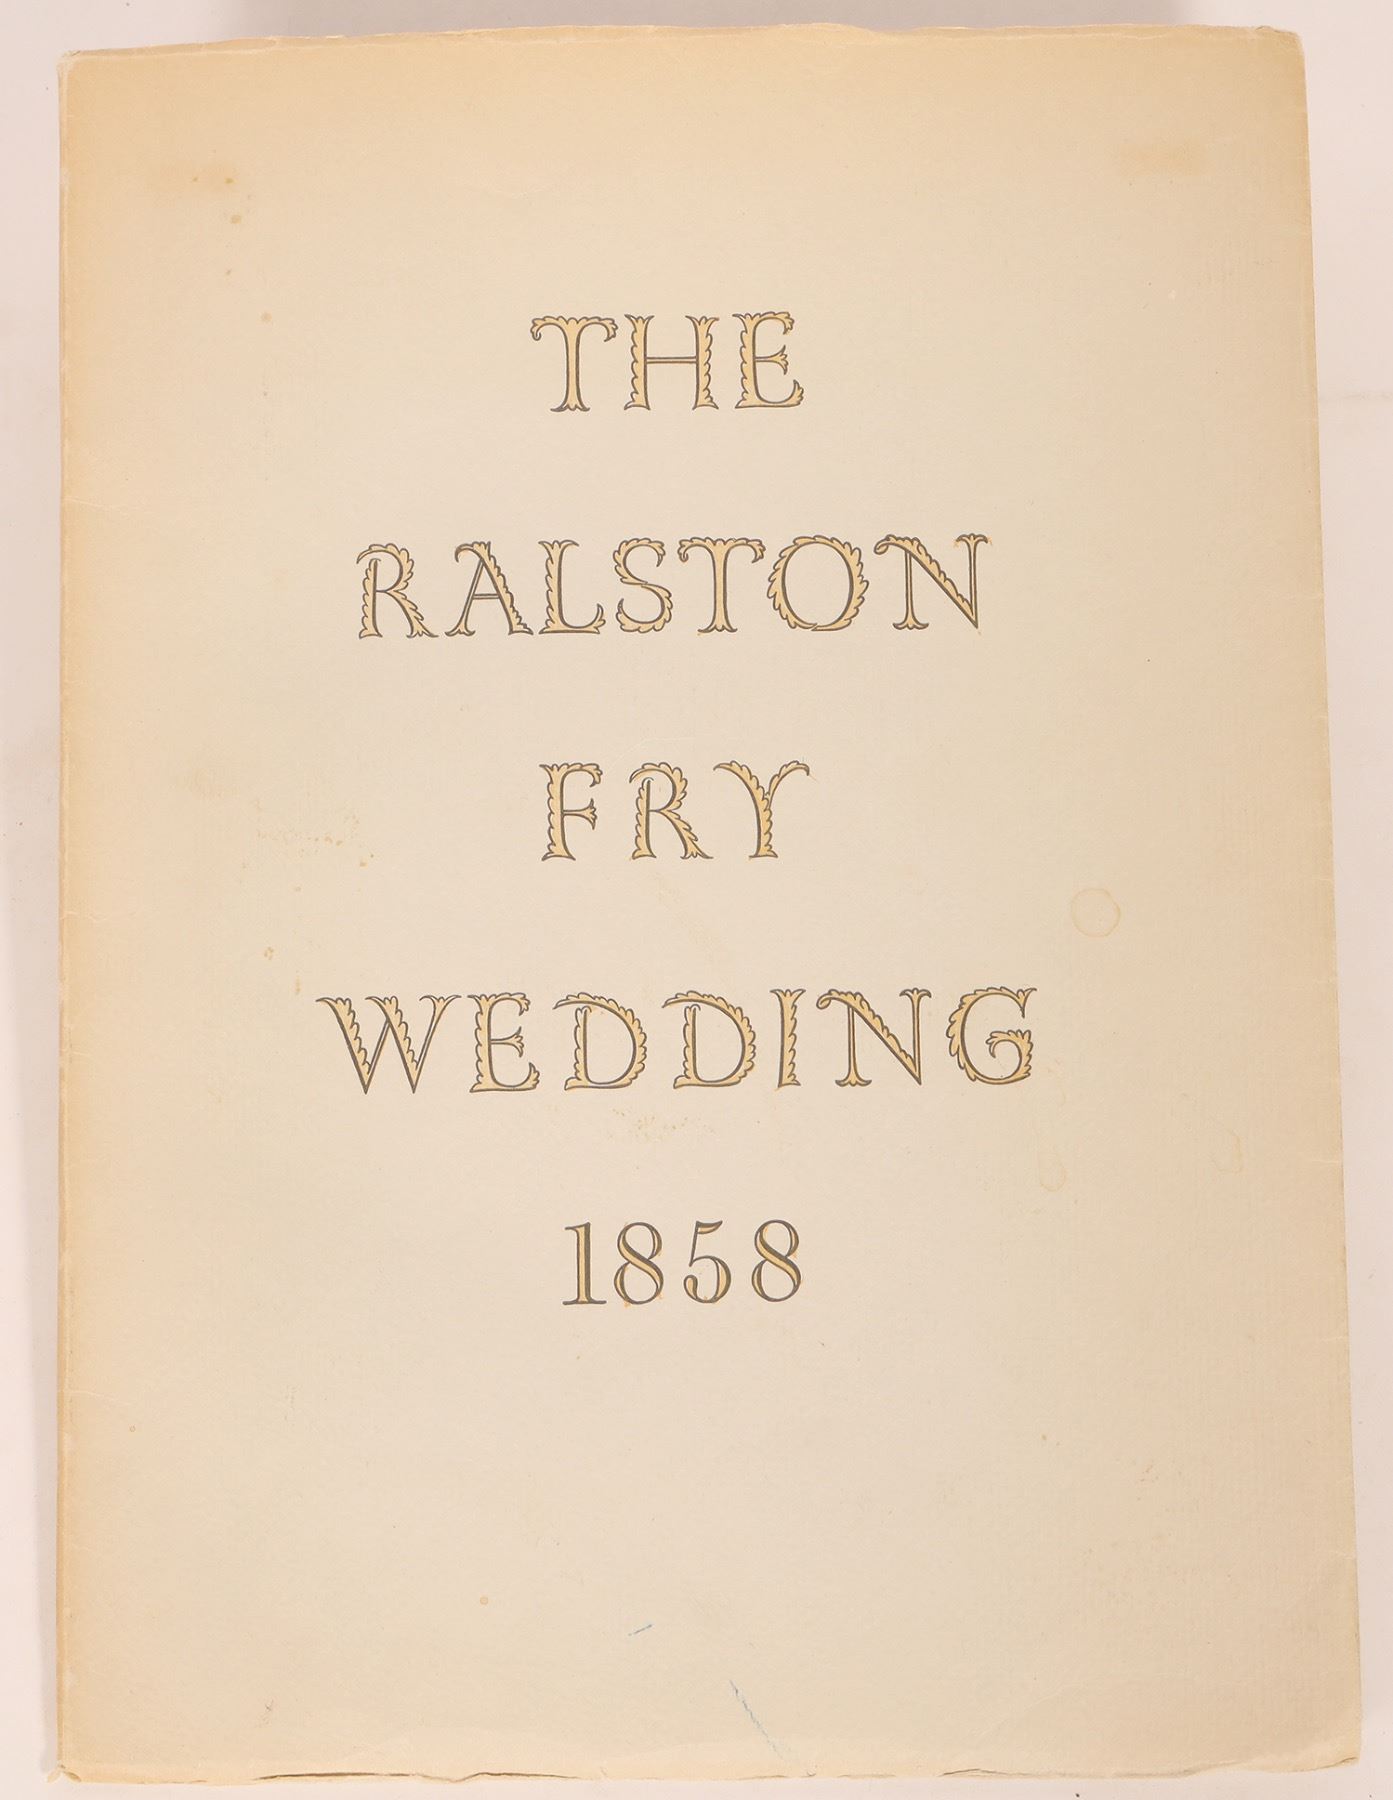 THE
RALSTON
FRY
WEDDING
1858